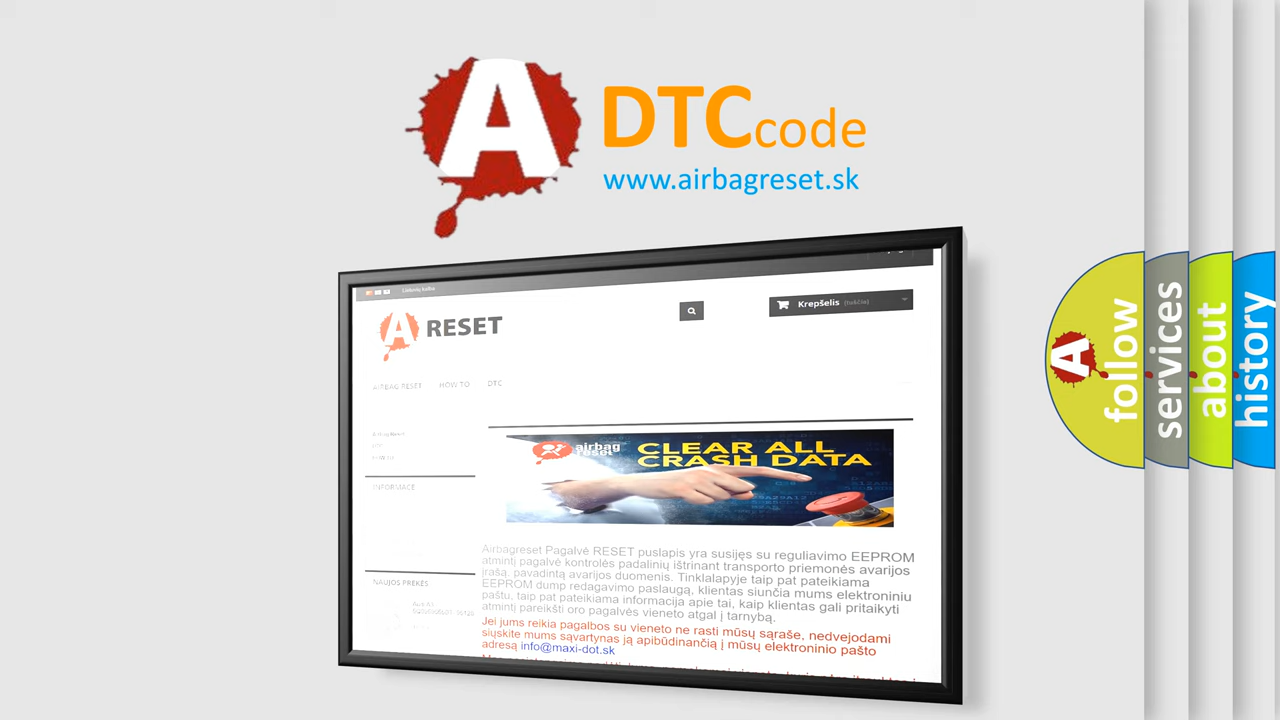 A
DTCcode
www.airbagreset.sk
Lietuvių kalba
A RESET
Krepšelis (tuščia)
AIRBAG RESET HOW TO DTC
INFORMACE
airbag
reset
CLEAR ALL
CRASH DATA
Airbagreset Pagalvė RESET puslapis yra susijęs su reguliavimo EEPROM
atmintį pagalvė kontrolės padalinių ištrinant transporto priemonės avarijos
įrašą, pavadintą avarijos duomenis. Tinklalapyje taip pat pateikiama
EEPROM dump redagavimo paslaugą, klientas siunčia mums elektroniniu
paštu, taip pat pateikiama informacija apie tai, kaip klientas gali pritaikyti
atmintį pareikšti oro pagalvės vieneto atgal į tarnybą.
Jei jums reikia pagalbos su vieneto ne rasti mūsų sąraše, nedvejodami
siųskite mums sąvartynas ją apibūdinančią į mūsų elektroninio pašto
adresą info@maxi-dot.sk
NAUJOS PREKĖS
A
follow
services
about
history